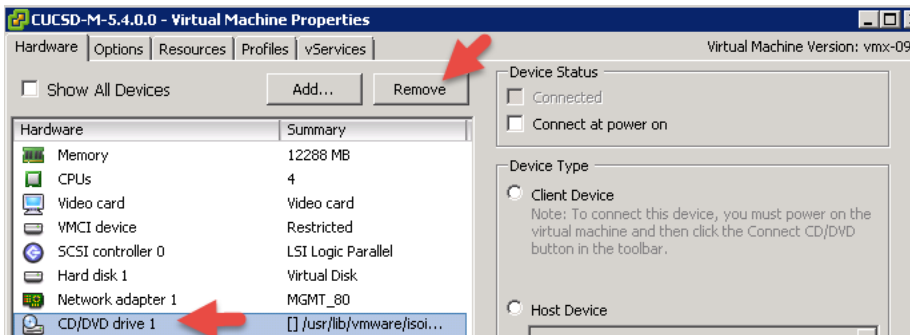 CUCSD-M-5.4.0.0 - Virtual Machine Properties
Hardware Options Resources Profiles vServices Virtual Machine Version: vmx-09
Show All Devices Add... Remove
Hardware Summary
Memory 12288 MB
CPUs 4
Video card Video card
VMCI device Restricted
SCSI controller 0 LSI Logic Parallel
Hard disk 1 Virtual Disk
Network adapter 1 MGMT_80
CD/DVD drive 1 [] /usr/lib/vmware/isoi...
Device Status
Connected
Connect at power on
Device Type
Client Device
Note: To connect this device, you must power on the
virtual machine and then click the Connect CD/DVD
button in the toolbar.
Host Device